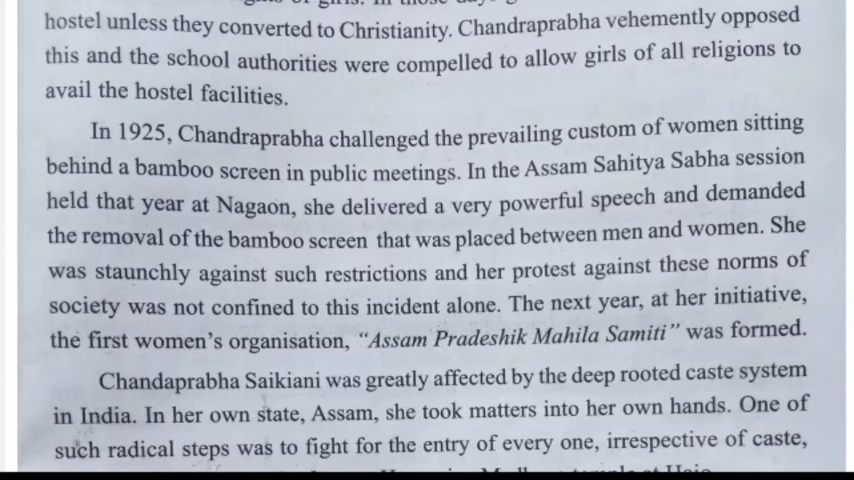 hostel unless they converted to Christianity. Chandraprabha vehemently opposed
this and the school authorities were compelled to allow girls of all religions to
avail the hostel facilities.
In 1925, Chandraprabha challenged the prevailing custom of women sitting
behind a bamboo screen in public meetings. In the Assam Sahitya Sabha session
held that year at Nagaon, she delivered a very powerful speech and demanded
the removal of the bamboo screen that was placed between men and women. She
was staunchly against such restrictions and her protest against these norms of
society was not confined to this incident alone. The next year, at her initiative,
the first women's organisation, "Assam Pradeshik Mahila Samiti" was formed.
Chandaprabha Saikiani was greatly affected by the deep rooted caste system
in India. In her own state, Assam, she took matters into her own hands. One of
such radical steps was to fight for the entry of every one, irrespective of caste,